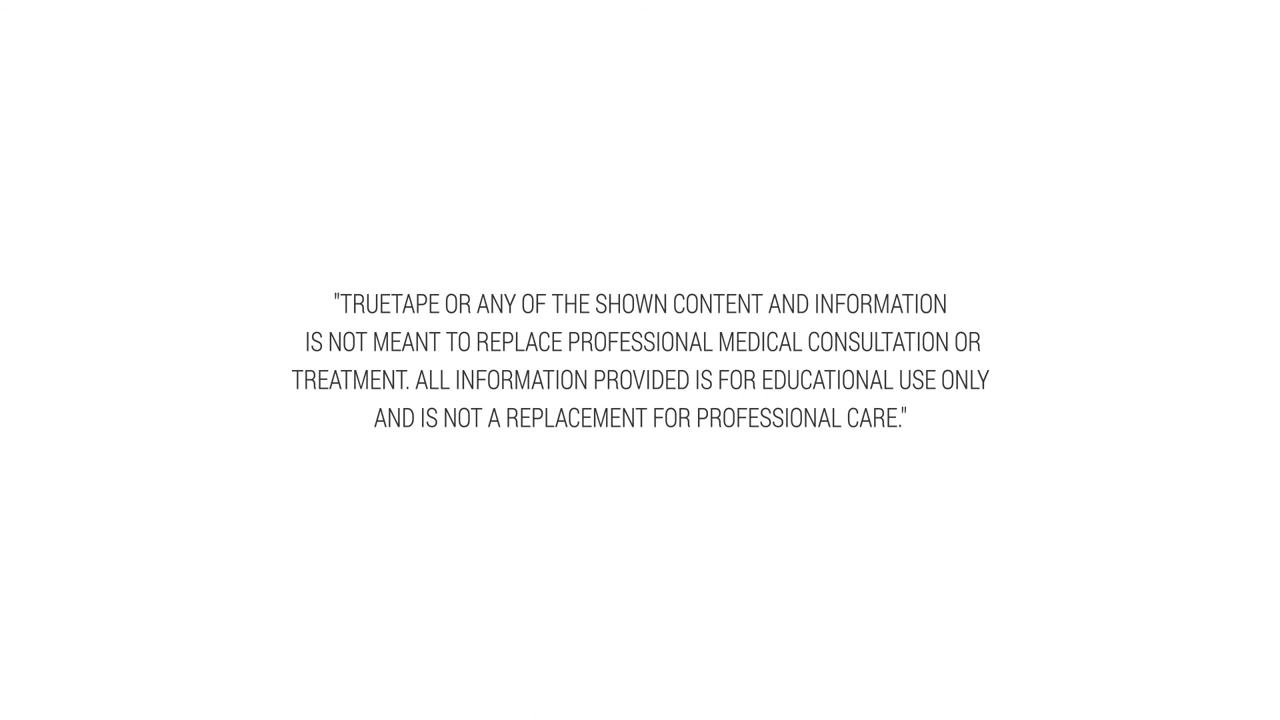 "TRUETAPE OR ANY OF THE SHOWN CONTENT AND INFORMATION
IS NOT MEANT TO REPLACE PROFESSIONAL MEDICAL CONSULTATION OR
TREATMENT. ALL INFORMATION PROVIDED IS FOR EDUCATIONAL USE ONLY
AND IS NOT A REPLACEMENT FOR PROFESSIONAL CARE."